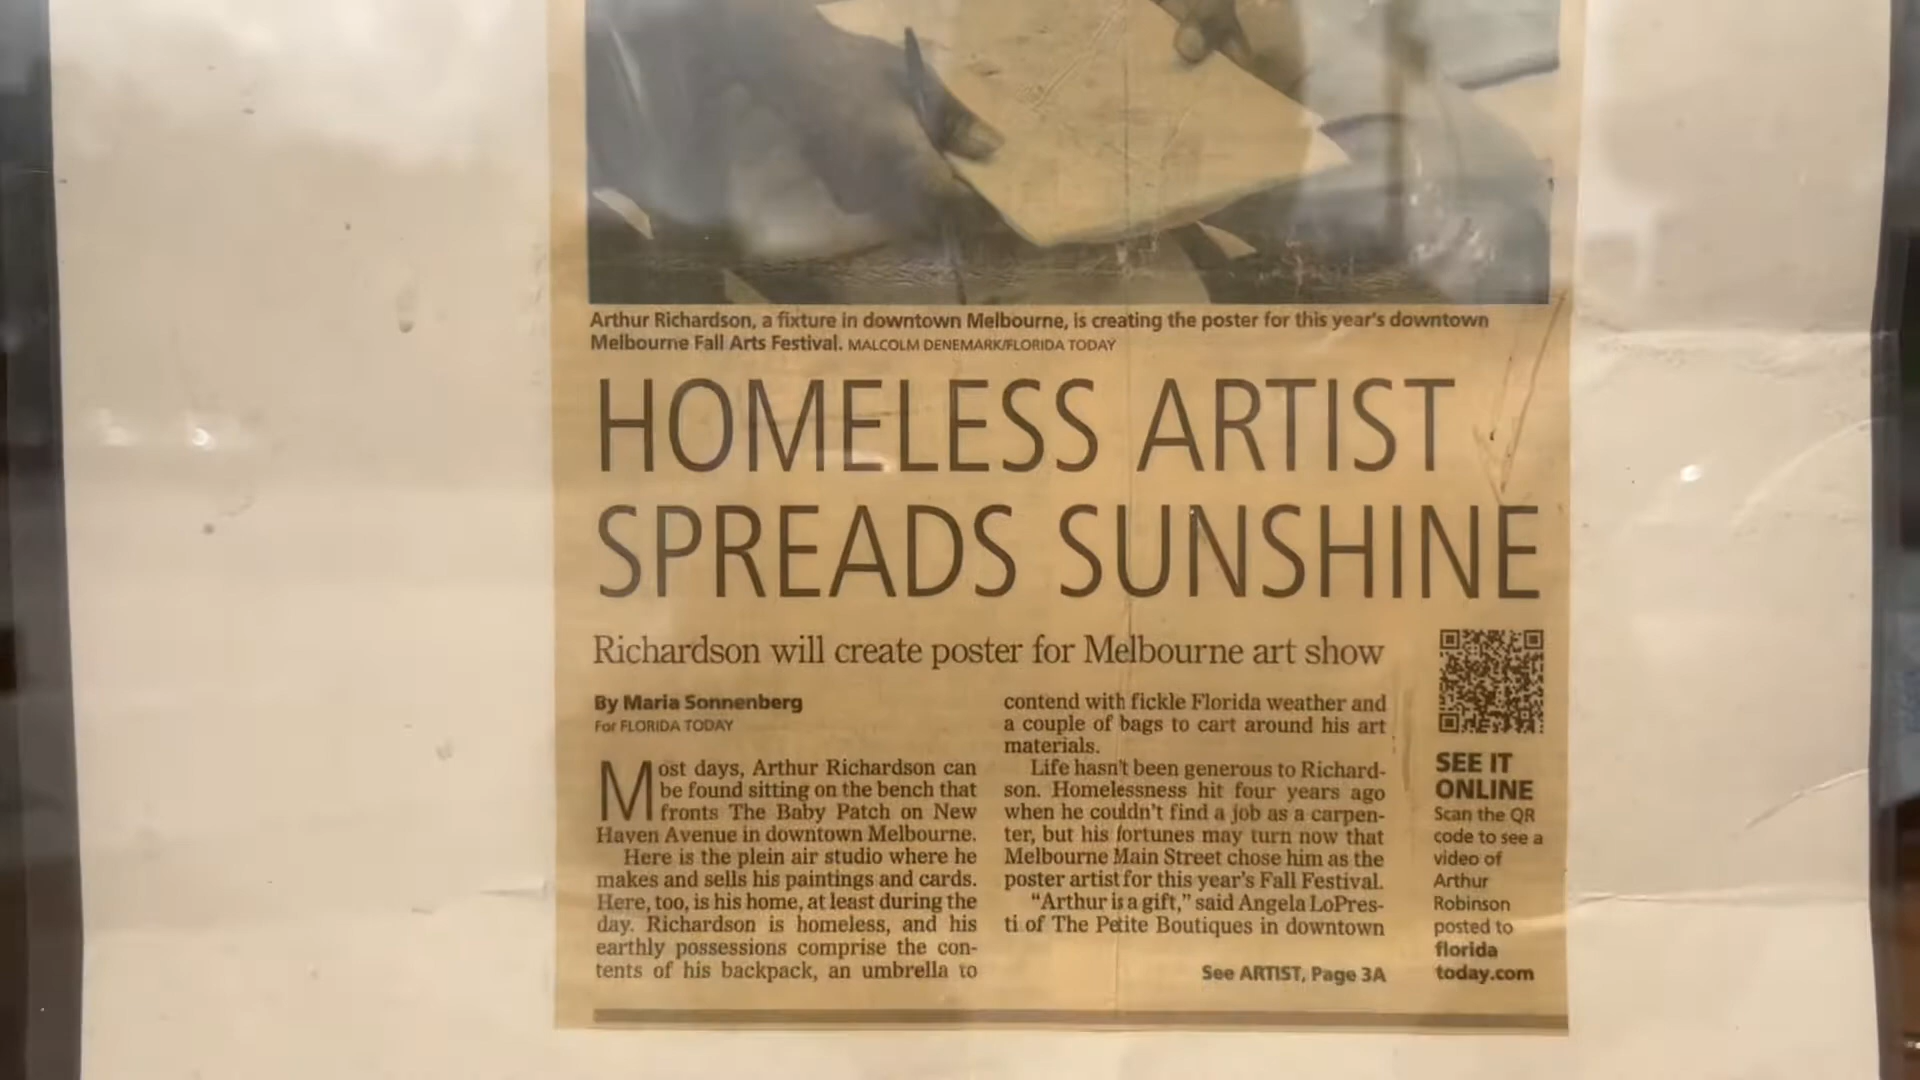 Arthur Richardson, a fixture in downtown Melbourne, is creating the poster for this year's downtown
Melbourne Fall Arts Festival. MALCOLM DENEMARK/FLORIDA TODAY
HOMELESS ARTIST
SPREADS SUNSHINE
Richardson will create poster for Melbourne art show
By Maria Sonnenberg
For FLORIDA TODAY
Most days, Arthur Richardson can
be found sitting on the bench that
fronts The Baby Patch on New
Haven Avenue in downtown Melbourne.
Here is the plein air studio where he
makes and sells his paintings and cards.
Here, too, is his home, at least during the
day. Richardson is homeless, and his
earthly possessions comprise the con-
tents of his backpack, an umbrella to
contend with fickle Florida weather and
a couple of bags to cart around his art
materials.
Life hasn't been generous to Richard-
son. Homelessness hit four years ago
when he couldn't find a job as a carpen-
ter, but his fortunes may turn now that
Melbourne Main Street chose him as the
poster artist for this year's Fall Festival.
"Arthur is a gift," said Angela LoPres-
ti of The Petite Boutiques in downtown
See ARTIST, Page 3A
SEE IT
ONLINE
Scan the QR
code to see a
video of
Arthur
Robinson
posted to
florida
today.com